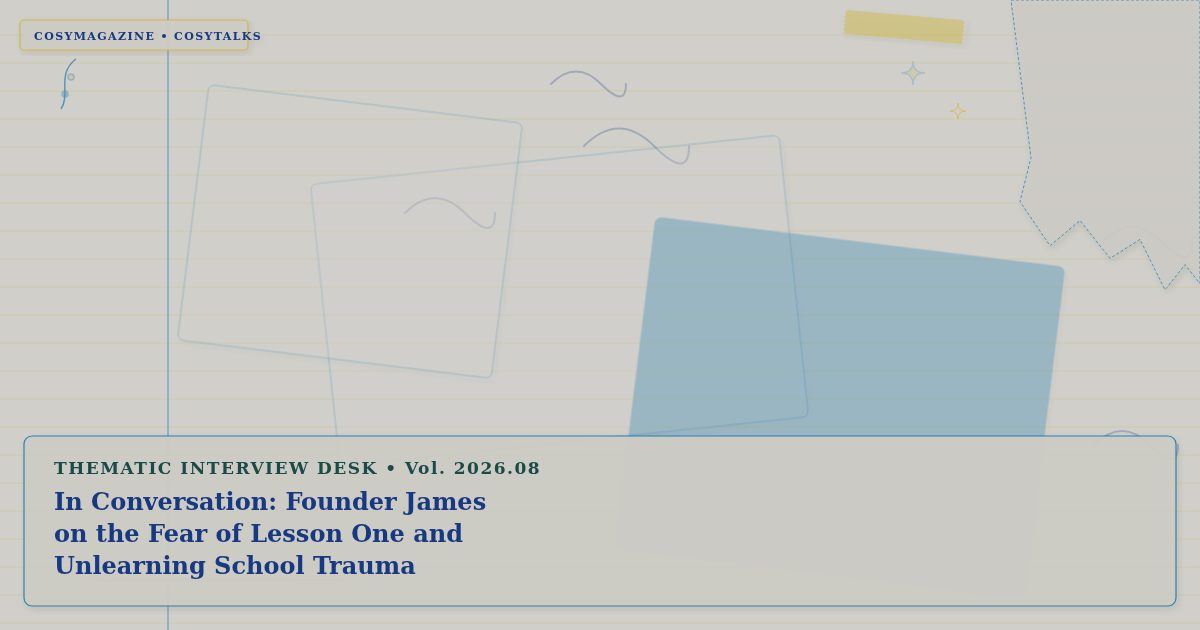 COSYMAGAZINE • COSYTALKS
THEMATIC INTERVIEW DESK • Vol. 2026.08
In Conversation: Founder James
on the Fear of Lesson One and
Unlearning School Trauma